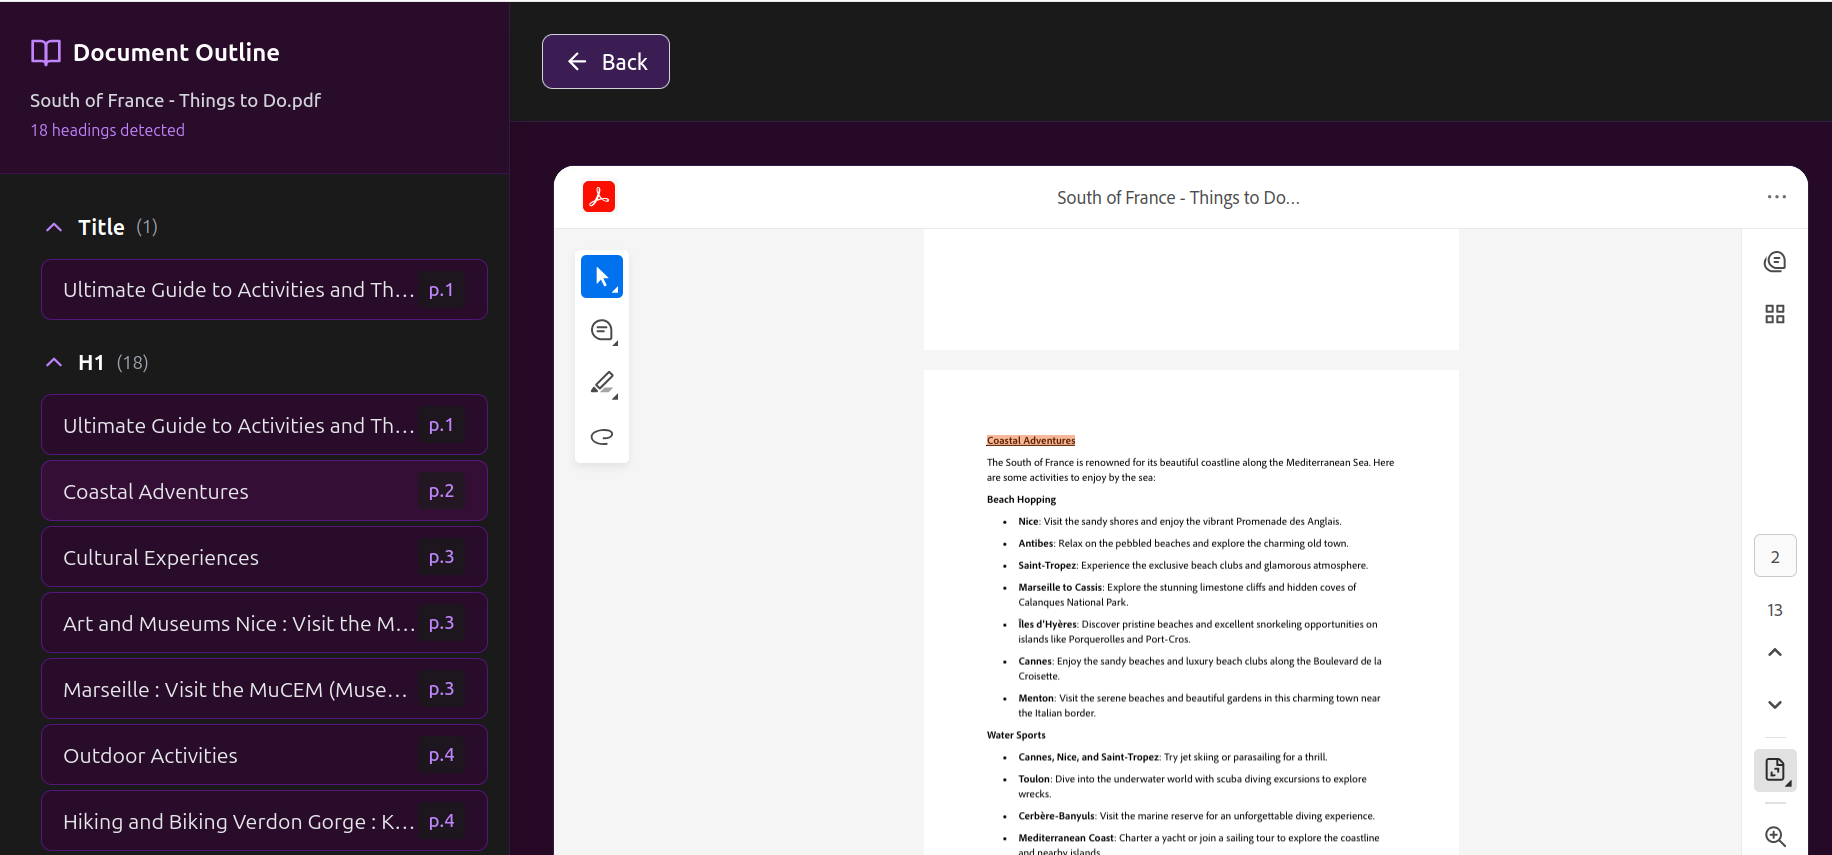 Document Outline
South of France - Things to Do.pdf
18 headings detected
Title (1)
Ultimate Guide to Activities and Th... p.1
H1 (18)
Ultimate Guide to Activities and Th... p.1
Coastal Adventures p.2
Cultural Experiences p.3
Art and Museums Nice : Visit the M... p.3
Marseille : Visit the MuCEM (Muse... p.3
Outdoor Activities p.4
Hiking and Biking Verdon Gorge : K... p.4
Back
South of France - Things to Do...
Coastal Adventures
The South of France is renowned for its beautiful coastline along the Mediterranean Sea. Here
are some activities to enjoy by the sea:
Beach Hopping
• Nice: Visit the sandy shores and enjoy the vibrant Promenade des Anglais.
• Antibes: Relax on the pebbled beaches and explore the charming old town.
• Saint-Tropez: Experience the exclusive beach clubs and glamorous atmosphere.
• Marseille to Cassis: Explore the stunning limestone cliffs and hidden coves of
Calanques National Park.
• Îles d'Hyères: Discover pristine beaches and excellent snorkeling opportunities on
islands like Porquerolles and Port-Cros.
• Cannes: Enjoy the sandy beaches and luxury beach clubs along the Boulevard de la
Croisette.
• Menton: Visit the serene beaches and beautiful gardens in this charming town near
the Italian border.
Water Sports
• Cannes, Nice, and Saint-Tropez: Try jet skiing or parasailing for a thrill.
• Toulon: Dive into the underwater world with scuba diving excursions to explore
wrecks.
• Cerbère-Banyuls: Visit the marine reserve for an unforgettable diving experience.
• Mediterranean Coast: Charter a yacht or join a sailing tour to explore the coastline
and nearby islands.
2
13